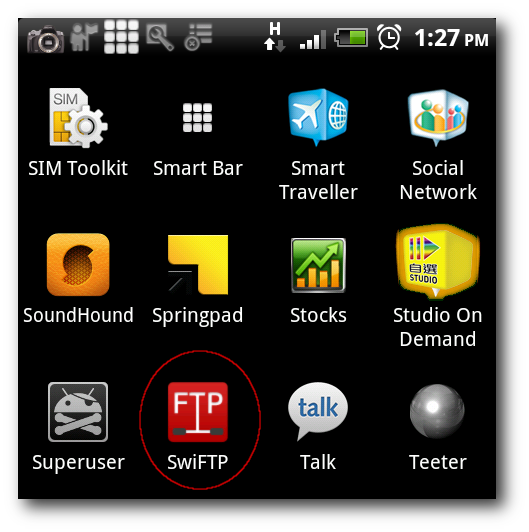 H
1:27 PM
SIM
SIM Toolkit
Smart Bar
Smart
Traveller
Social
Network
SoundHound
Springpad
Stocks
自選
STUDIO
Studio On
Demand
Superuser
FTP
SwiFTP
talk
Talk
Teeter